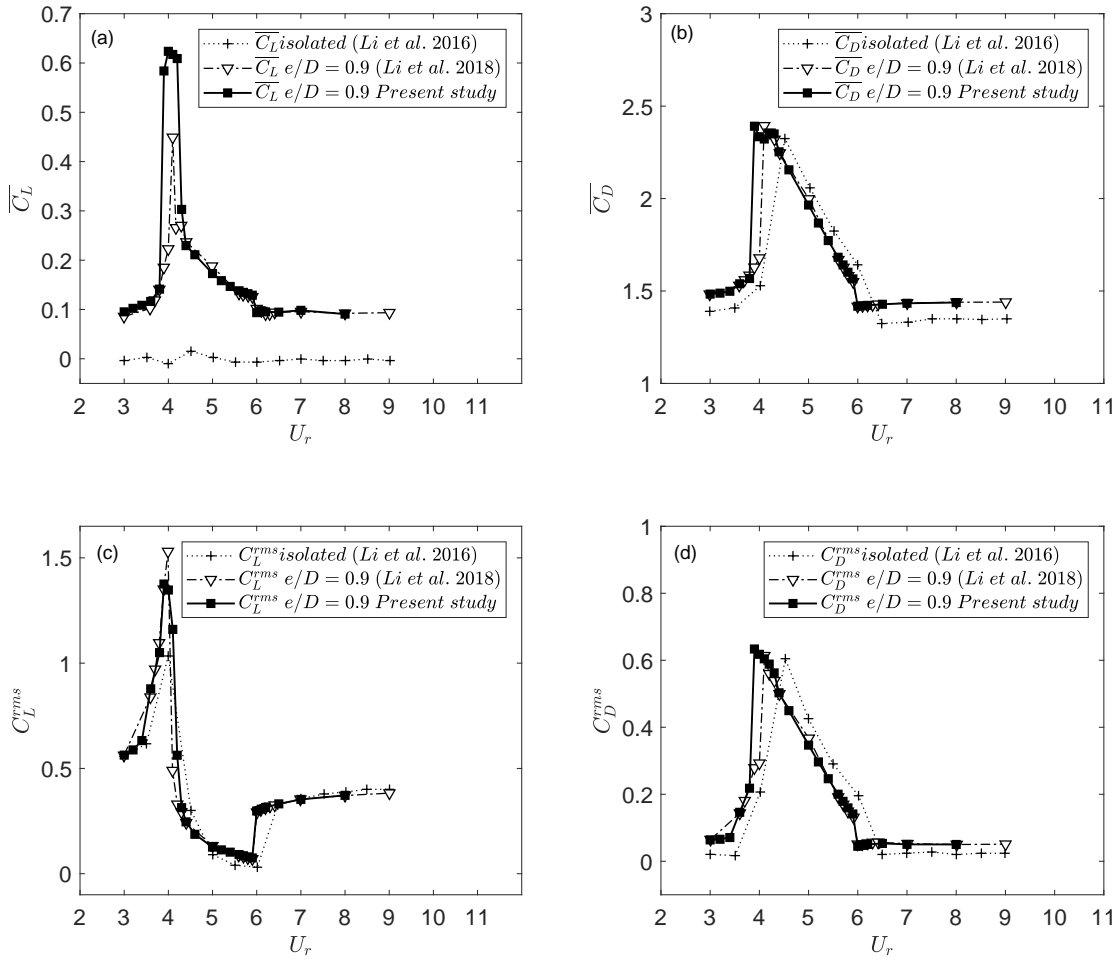 (a)
$\overline{C_L}$ isolated (Li et al. 2016)
$\overline{C_L}$ e/D = 0.9 (Li et al. 2018)
$\overline{C_L}$ e/D = 0.9 Present study
0.7
0.6
0.5
0.4
0.3
0.2
0.1
0
$\overline{C_L}$
2 3 4 5 6 7 8 9 10 11
$U_r$
(b)
$\overline{C_D}$ isolated (Li et al. 2016)
$\overline{C_D}$ e/D = 0.9 (Li et al. 2018)
$\overline{C_D}$ e/D = 0.9 Present study
3
2.5
2
1.5
1
$\overline{C_D}$
2 3 4 5 6 7 8 9 10 11
$U_r$
(c)
$C_L^{rms}$ isolated (Li et al. 2016)
$C_L^{rms}$ e/D = 0.9 (Li et al. 2018)
$C_L^{rms}$ e/D = 0.9 Present study
1.5
1
0.5
0
$C_L^{rms}$
2 3 4 5 6 7 8 9 10 11
$U_r$
(d)
$C_D^{rms}$ isolated (Li et al. 2016)
$C_D^{rms}$ e/D = 0.9 (Li et al. 2018)
$C_D^{rms}$ e/D = 0.9 Present study
1
0.8
0.6
0.4
0.2
0
$C_D^{rms}$
2 3 4 5 6 7 8 9 10 11
$U_r$